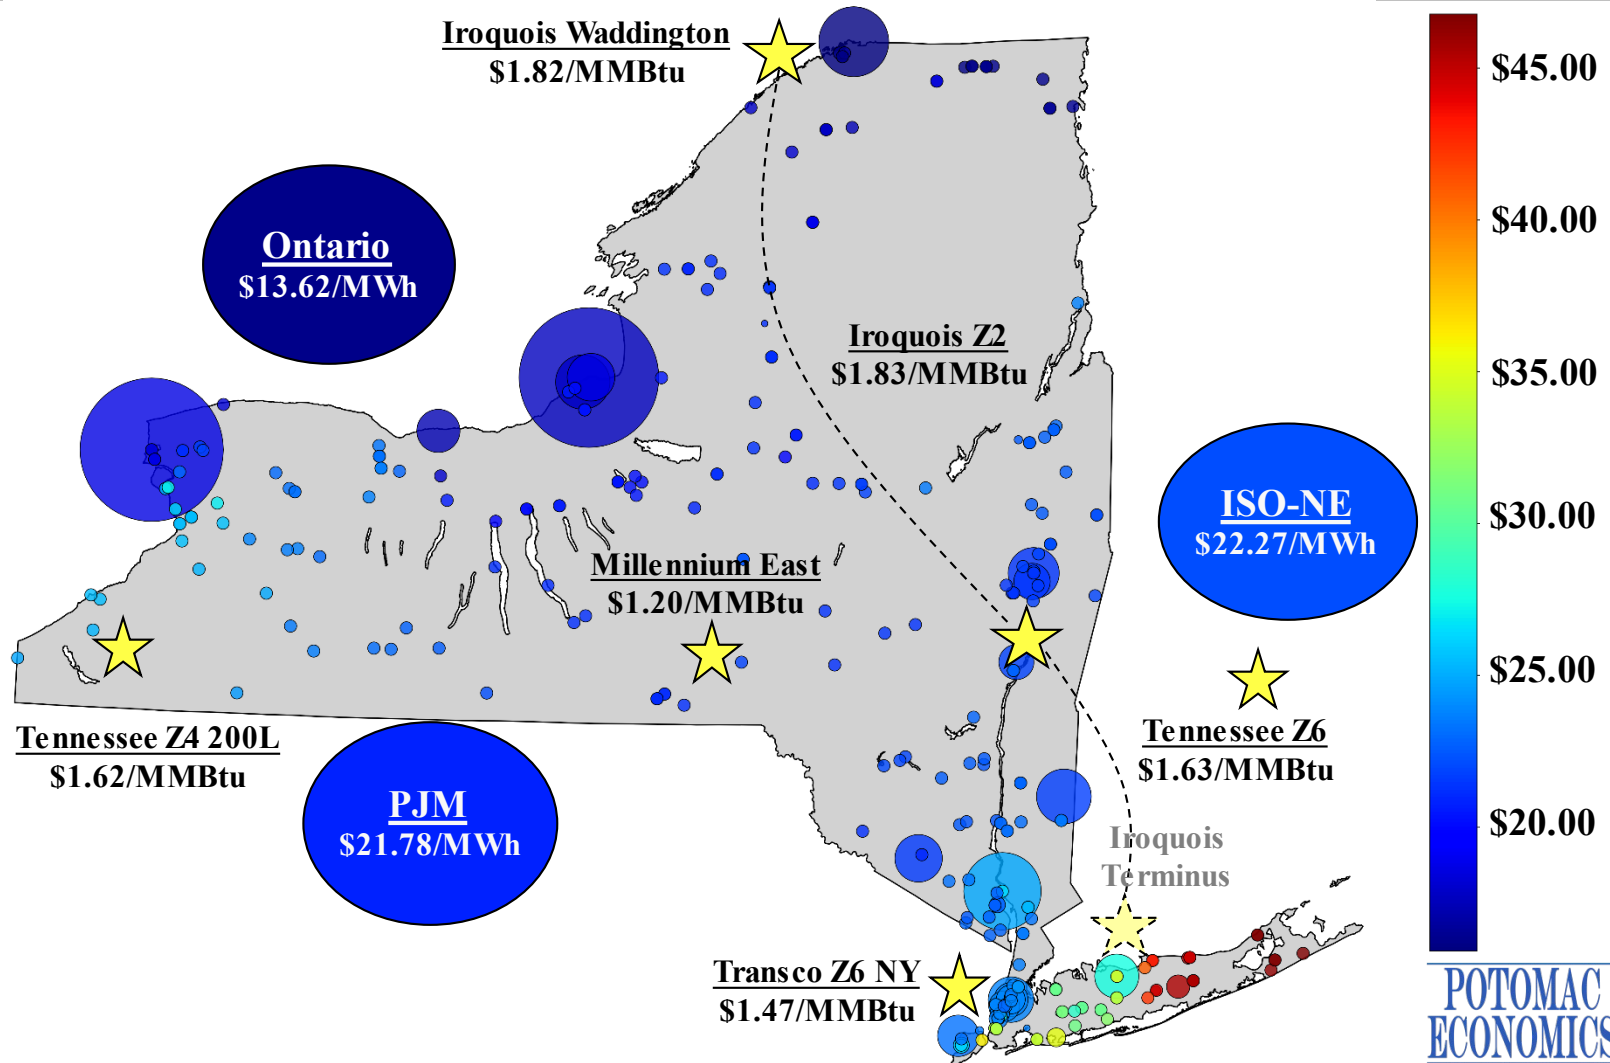 Iroquois Waddington
$1.82/MMBtu
Ontario
$13.62/MWh
Iroquois Z2
$1.83/MMBtu
ISO-NE
$22.27/MWh
Millennium East
$1.20/MMBtu
Tennessee Z4 200L
$1.62/MMBtu
Tennessee Z6
$1.63/MMBtu
PJM
$21.78/MWh
Iroquois
Terminus
Transco Z6 NY
$1.47/MMBtu
$45.00
$40.00
$35.00
$30.00
$25.00
$20.00
POTOMAC
ECONOMICS